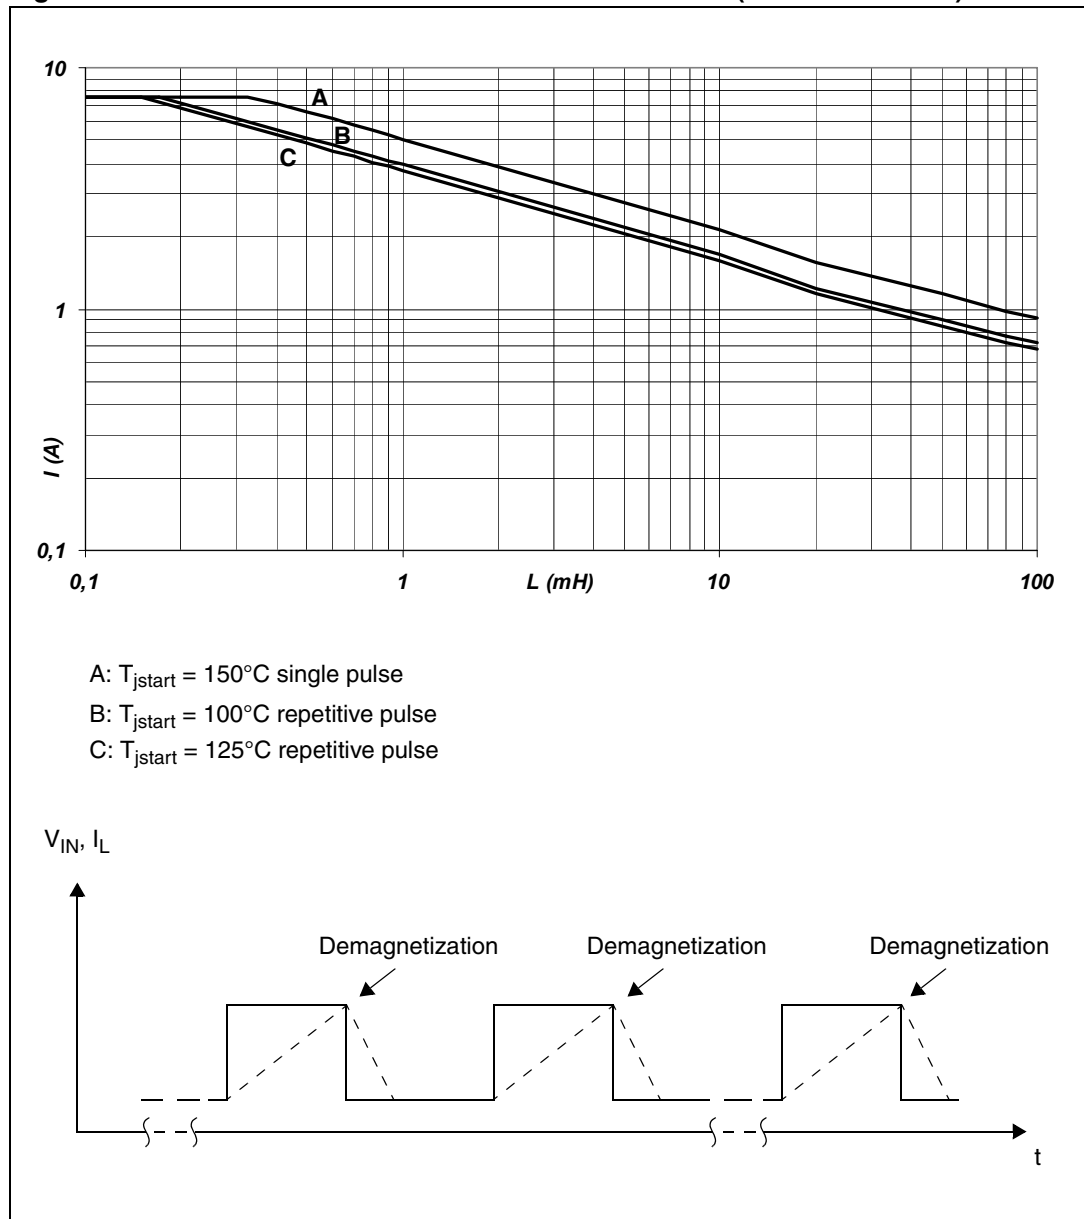 10
A
B
C
1
I (A)
0,1
0,1 1 L (mH) 10 100
A: Tjstart = 150°C single pulse
B: Tjstart = 100°C repetitive pulse
C: Tjstart = 125°C repetitive pulse
VIN, IL
Demagnetization Demagnetization Demagnetization
t